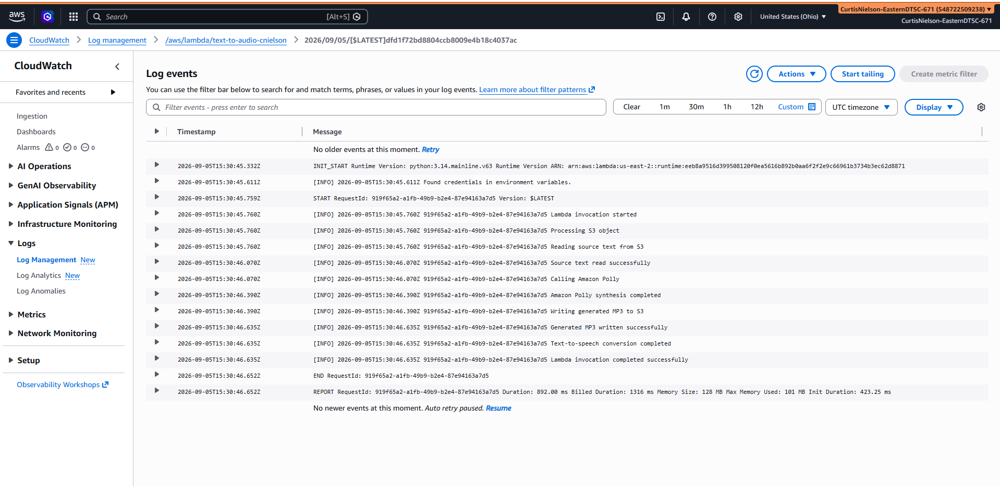 aws
Search [Alt+S]
United States (Ohio)
CurtisNielson-EasternDTSC-671 (548722509238)
CurtisNielson-EasternDTSC-671
CloudWatch
Log management
/aws/lambda/text-to-audio-cnielson
2026/09/05/[$LATEST]dfd1f72bd8804ccb8009e4b18c4037ac
CloudWatch
Favorites and recents
Ingestion
Dashboards
Alarms 0 0 0
AI Operations
GenAI Observability
Application Signals (APM)
Infrastructure Monitoring
Logs
Log Management New
Log Analytics New
Log Anomalies
Metrics
Network Monitoring
Setup
Observability Workshops
Log events
Actions
Start tailing
Create metric filter
You can use the filter bar below to search for and match terms, phrases, or values in your log events. Learn more about filter patterns
Filter events - press enter to search
Clear 1m 30m 1h 12h Custom
UTC timezone
Display
Timestamp Message
No older events at this moment. Retry
2026-09-05T15:30:45.332Z INIT_START Runtime Version: python:3.14.mainline.v63 Runtime Version ARN: arn:aws:lambda:us-east-2::runtime:eeb8a9516d399508120f0ea5616b892b0aa6f2f2e9c66961b3734b3ec62d8871
2026-09-05T15:30:45.611Z [INFO] 2026-09-05T15:30:45.611Z Found credentials in environment variables.
2026-09-05T15:30:45.759Z START RequestId: 919f65a2-a1fb-49b9-b2e4-87e94163a7d5 Version: $LATEST
2026-09-05T15:30:45.760Z [INFO] 2026-09-05T15:30:45.760Z 919f65a2-a1fb-49b9-b2e4-87e94163a7d5 Lambda invocation started
2026-09-05T15:30:45.760Z [INFO] 2026-09-05T15:30:45.760Z 919f65a2-a1fb-49b9-b2e4-87e94163a7d5 Processing S3 object
2026-09-05T15:30:45.760Z [INFO] 2026-09-05T15:30:45.760Z 919f65a2-a1fb-49b9-b2e4-87e94163a7d5 Reading source text from S3
2026-09-05T15:30:46.070Z [INFO] 2026-09-05T15:30:46.070Z 919f65a2-a1fb-49b9-b2e4-87e94163a7d5 Source text read successfully
2026-09-05T15:30:46.070Z [INFO] 2026-09-05T15:30:46.070Z 919f65a2-a1fb-49b9-b2e4-87e94163a7d5 Calling Amazon Polly
2026-09-05T15:30:46.390Z [INFO] 2026-09-05T15:30:46.390Z 919f65a2-a1fb-49b9-b2e4-87e94163a7d5 Amazon Polly synthesis completed
2026-09-05T15:30:46.390Z [INFO] 2026-09-05T15:30:46.390Z 919f65a2-a1fb-49b9-b2e4-87e94163a7d5 Writing generated MP3 to S3
2026-09-05T15:30:46.635Z [INFO] 2026-09-05T15:30:46.635Z 919f65a2-a1fb-49b9-b2e4-87e94163a7d5 Generated MP3 written successfully
2026-09-05T15:30:46.635Z [INFO] 2026-09-05T15:30:46.635Z 919f65a2-a1fb-49b9-b2e4-87e94163a7d5 Text-to-speech conversion completed
2026-09-05T15:30:46.635Z [INFO] 2026-09-05T15:30:46.635Z 919f65a2-a1fb-49b9-b2e4-87e94163a7d5 Lambda invocation completed successfully
2026-09-05T15:30:46.652Z END RequestId: 919f65a2-a1fb-49b9-b2e4-87e94163a7d5
2026-09-05T15:30:46.652Z REPORT RequestId: 919f65a2-a1fb-49b9-b2e4-87e94163a7d5 Duration: 892.00 ms Billed Duration: 1316 ms Memory Size: 128 MB Max Memory Used: 101 MB Init Duration: 423.25 ms
No newer events at this moment. Auto retry paused. Resume